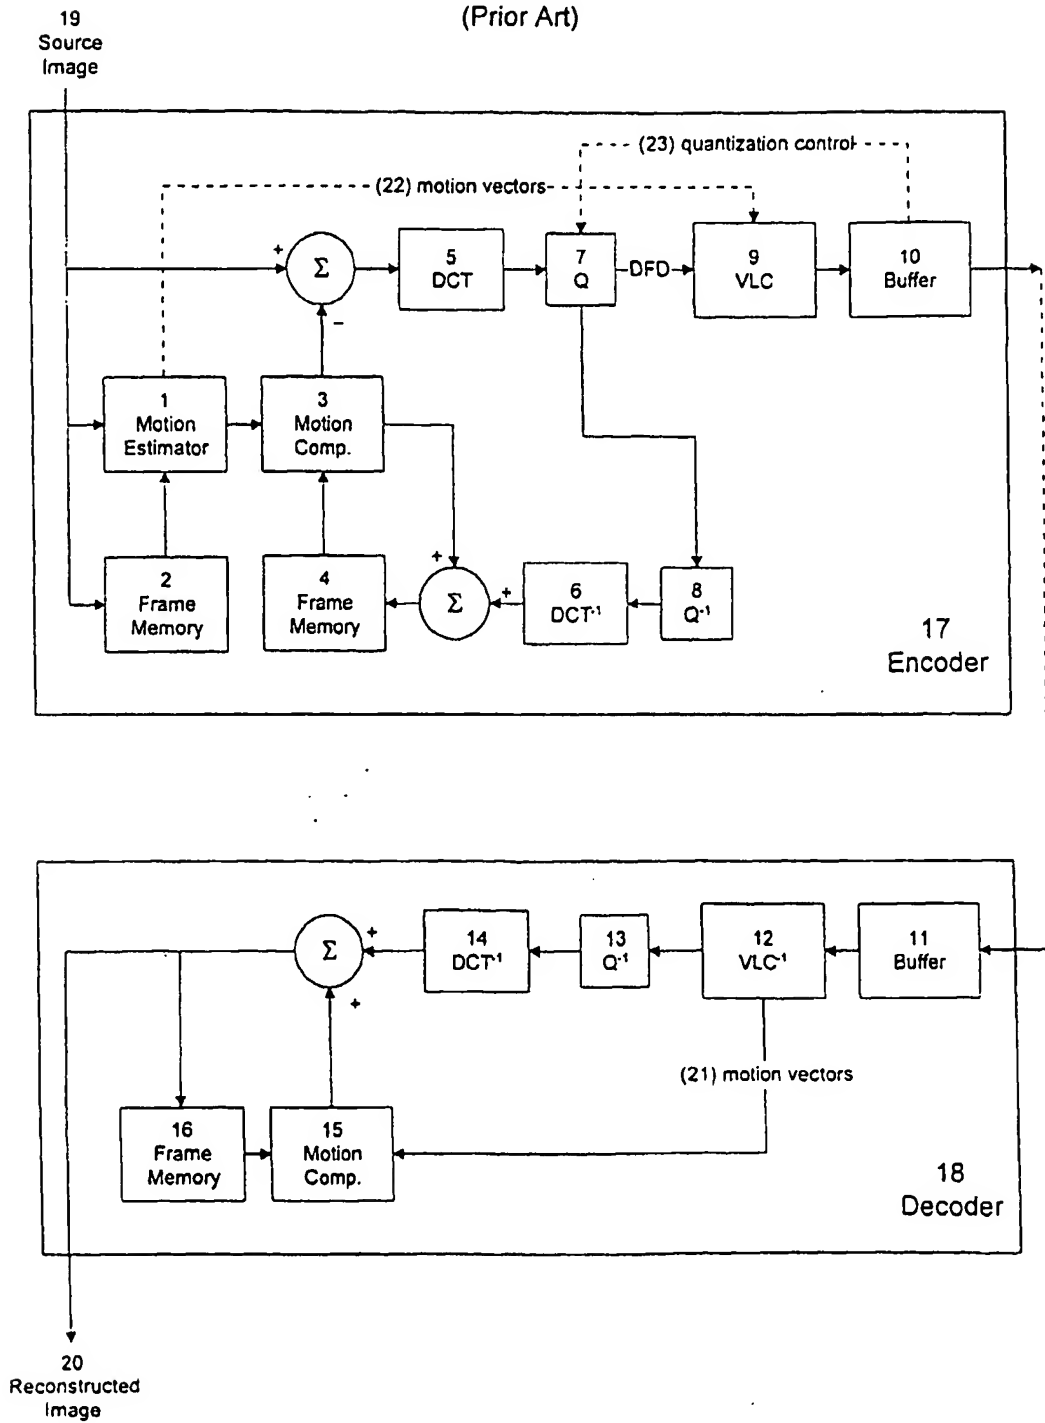 (Prior Art)
19
Source
Image
(23) quantization control
(22) motion vectors
+
Σ
−
5
DCT
7
Q
DFD
9
VLC
10
Buffer
1
Motion
Estimator
3
Motion
Comp.
2
Frame
Memory
4
Frame
Memory
+
Σ
+
6
DCT⁻¹
8
Q⁻¹
17
Encoder
Σ
+
+
14
DCT⁻¹
13
Q⁻¹
12
VLC⁻¹
11
Buffer
(21) motion vectors
16
Frame
Memory
15
Motion
Comp.
18
Decoder
20
Reconstructed
Image